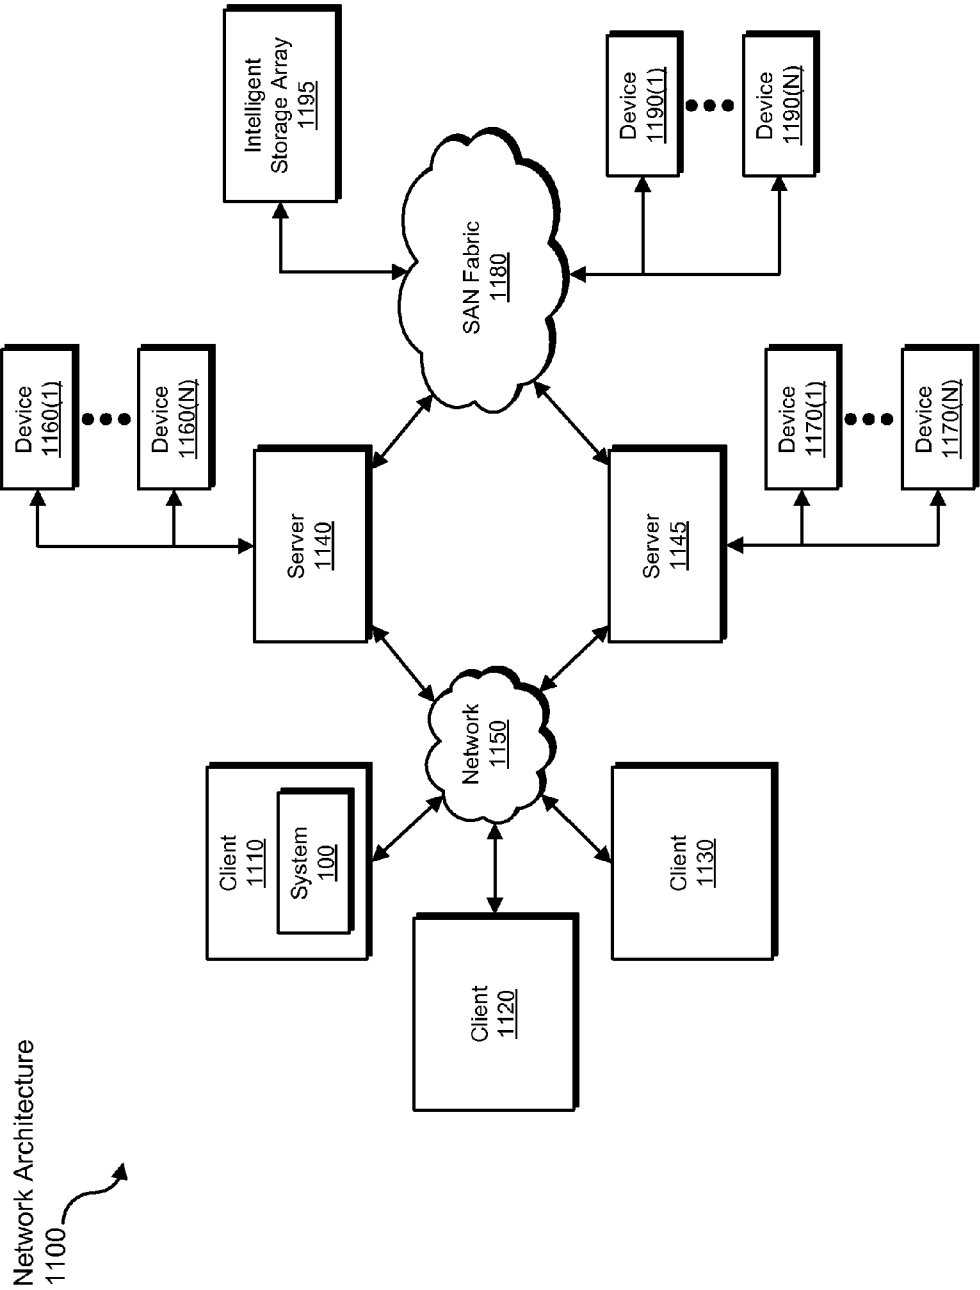 Network Architecture
1100
Client
1110
System
100
Client
1120
Client
1130
Network
1150
Server
1140
Server
1145
Device
1160(1)
Device
1160(N)
Device
1170(1)
Device
1170(N)
SAN Fabric
1180
Intelligent
Storage Array
1195
Device
1190(1)
Device
1190(N)